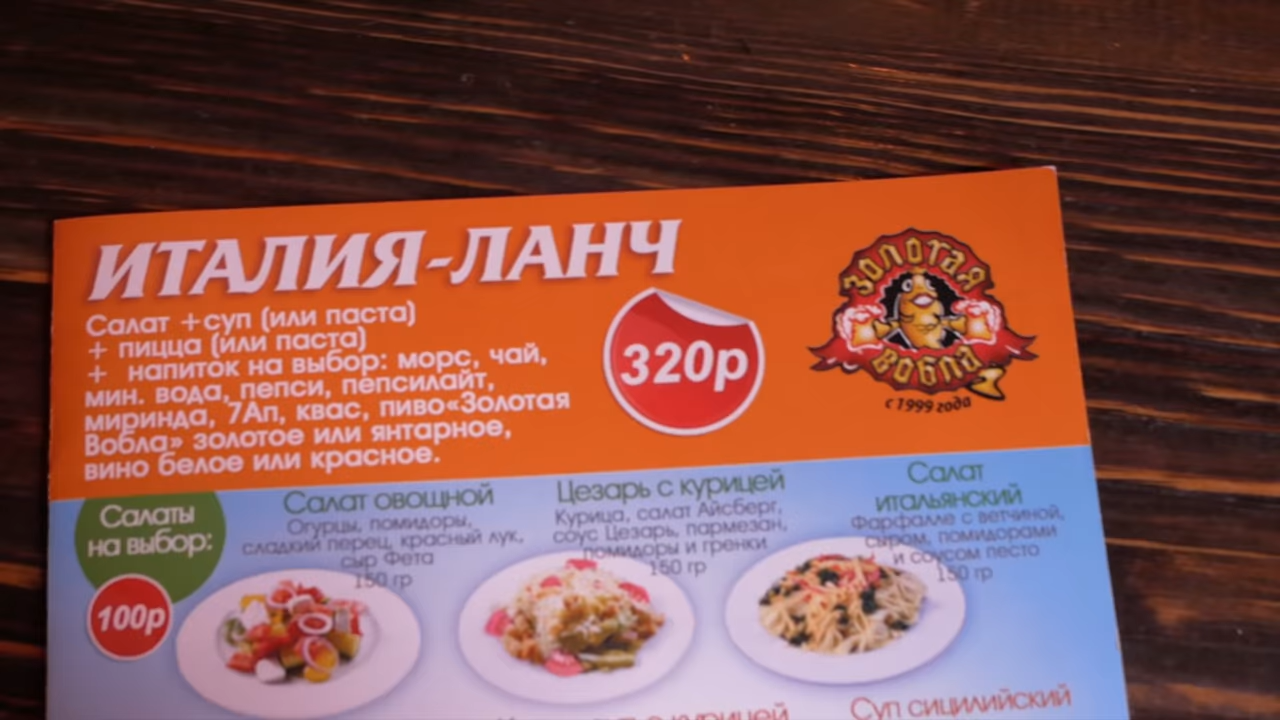 ИТАЛИЯ-ЛАНЧ
Салат +суп (или паста)
+ пицца (или паста)
+ напиток на выбор: морс, чай,
мин. вода, пепси, пепсилайт,
миринда, 7Ап, квас, пиво«Золотая
Вобла» золотое или янтарное,
вино белое или красное.
320р
ЗОЛОТАЯ
ВОБЛА
с 1999 года
Салаты
на выбор:
100р
Салат овощной
Огурцы, помидоры,
сладкий перец, красный лук,
сыр Фета
150 гр
Цезарь с курицей
Курица, салат Айсберг,
соус Цезарь, пармезан,
помидоры и гренки
150 гр
Салат
итальянский
Фарфалле с ветчиной,
сыром, помидорами
и соусом песто
150 гр
с курицей
Суп сицилийский